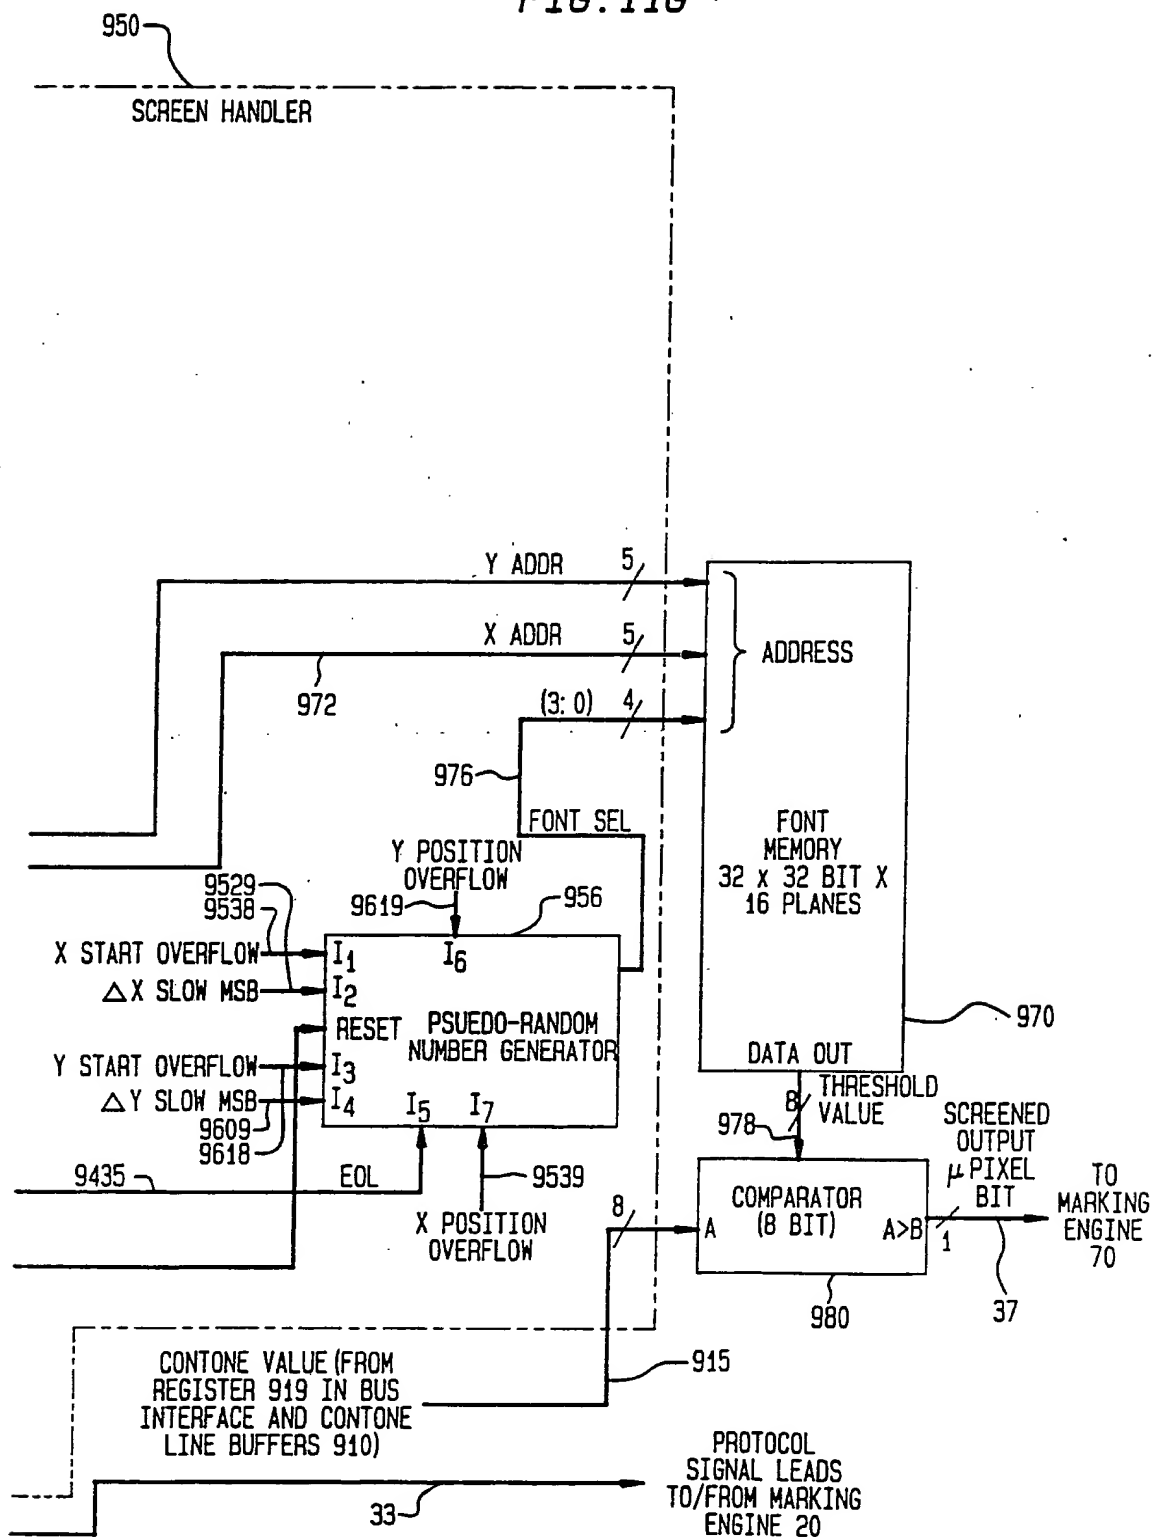 FIG. 11G
950
SCREEN HANDLER
Y ADDR 5
X ADDR 5
972
(3: 0) 4
ADDRESS
976
FONT SEL
FONT
MEMORY
32 x 32 BIT X
16 PLANES
Y POSITION
OVERFLOW
9529
9538
9619
956
X START OVERFLOW
I1
I6
△X SLOW MSB
I2
RESET
PSUEDO-RANDOM
NUMBER GENERATOR
970
Y START OVERFLOW
I3
△Y SLOW MSB
I4
I5
I7
DATA OUT
8
THRESHOLD
VALUE
978
9609
9618
SCREENED
OUTPUT
μ PIXEL
BIT
9435
EOL
9539
X POSITION
OVERFLOW
8
A
COMPARATOR
(8 BIT)
A>B
1
TO
MARKING
ENGINE
70
37
980
CONTONE VALUE (FROM
REGISTER 919 IN BUS
INTERFACE AND CONTONE
LINE BUFFERS 910)
915
33
PROTOCOL
SIGNAL LEADS
TO/FROM MARKING
ENGINE 20